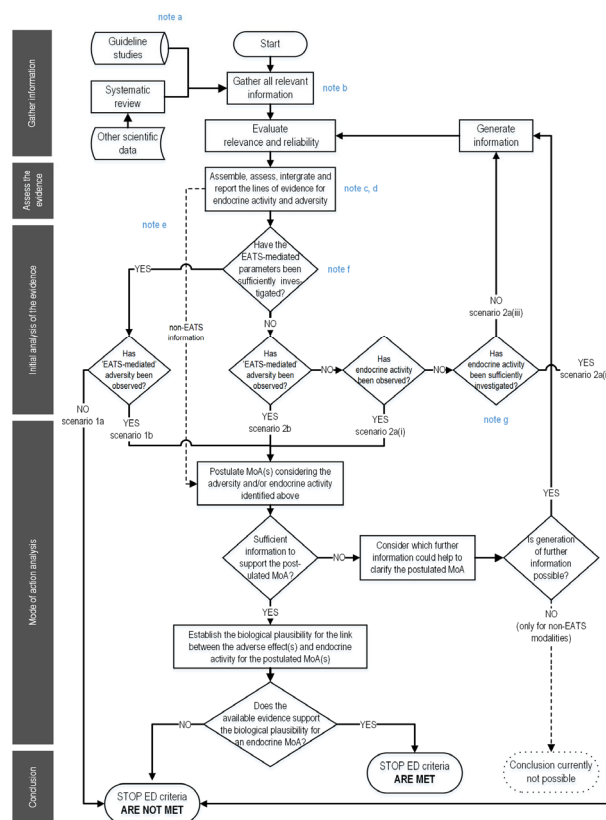 note a
Guideline
studies
Start
Gather all relevant
information
note b
Systematic
review
Other scientific
data
Evaluate
relevance and reliability
Generate
information
Gather information
Assemble, assess, intergrate and
report the lines of evidence for
endocrine activity and adversity
note c, d
Assess the
evidence
note e
Have the
EATS-mediated
parameters been
sufficiently inves-
tigated?
note f
YES
NO
non-EATS
information
NO
scenario 2a(iii)
Has
'EATS-mediated'
adversity been
observed?
Has
'EATS-mediated'
adversity been
observed?
NO
Has
endocrine activity
been observed?
NO
Has
endocrine activity
been sufficiently
investigated?
YES
scenario 2a(i
note g
Initial analysis of the evidence
NO
scenario 1a
YES
scenario 1b
YES
scenario 2b
YES
scenario 2a(i)
Postulate MoA(s) considering the
adversity and/or endocrine activity
identified above
YES
Sufficient
information to
support the post-
ulated MoA?
NO
Consider which further
information could help to
clarify the postulated MoA
Is generation
of further
information
possible?
YES
NO
(only for non-EATS
modalities)
Establish the biological plausibility for the link
between the adverse effect(s) and endocrine
activity for the postulated MoA(s)
Mode of action analysis
Does the
available evidence support
the biological plausibility for
an endocrine MoA?
NO
YES
STOP ED criteria
ARE NOT MET
STOP ED criteria
ARE MET
Conclusion currently
not possible
Conclusion